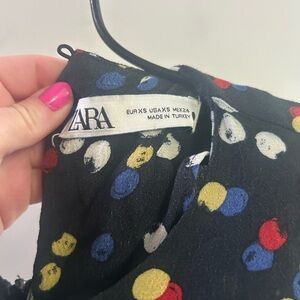 ZARA
EUR XS USA XS MEX 24
MADE IN TURKEY